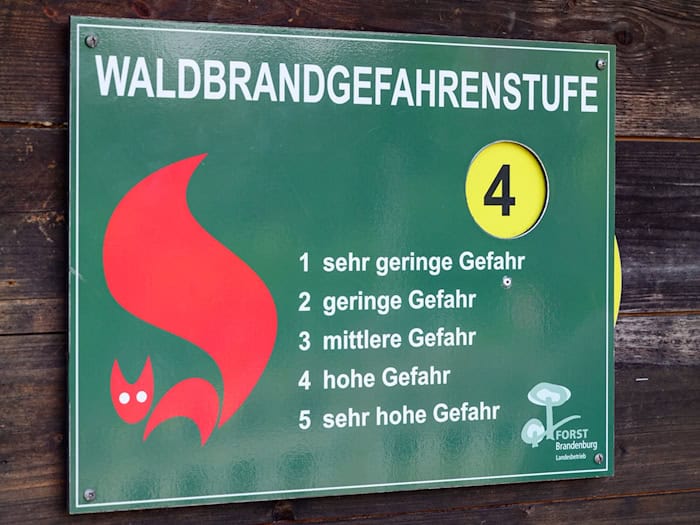 WALDBRANDGEFAHRENSTUFE
4
1 sehr geringe Gefahr
2 geringe Gefahr
3 mittlere Gefahr
4 hohe Gefahr
5 sehr hohe Gefahr
FORST
Brandenburg
Landesbetrieb